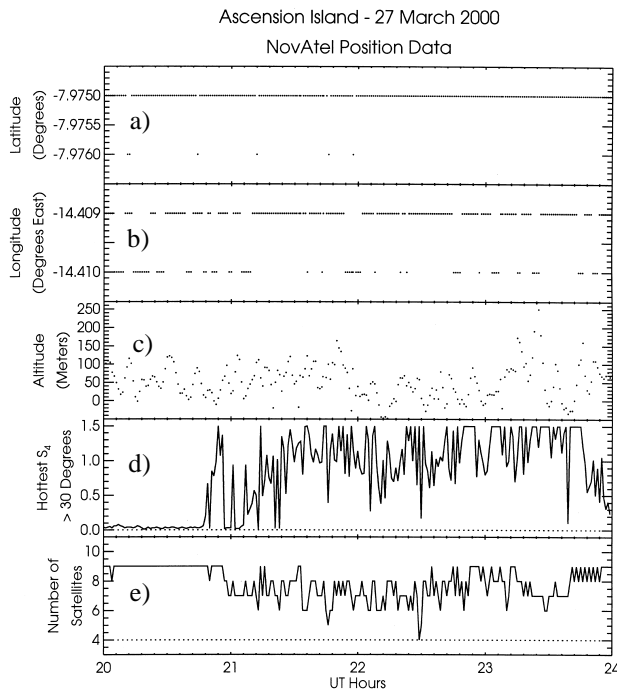 Ascension Island - 27 March 2000
NovAtel Position Data
Latitude
(Degrees)
-7.9750
-7.9755
-7.9760
a)
Longitude
(Degrees East)
-14.409
-14.410
b)
Altitude
(Meters)
250
200
150
100
50
0
c)
Hottest S4
> 30 Degrees
1.5
1.0
0.5
0.0
d)
Number of
Satellites
10
8
6
4
e)
20 21 22 23 24
UT Hours